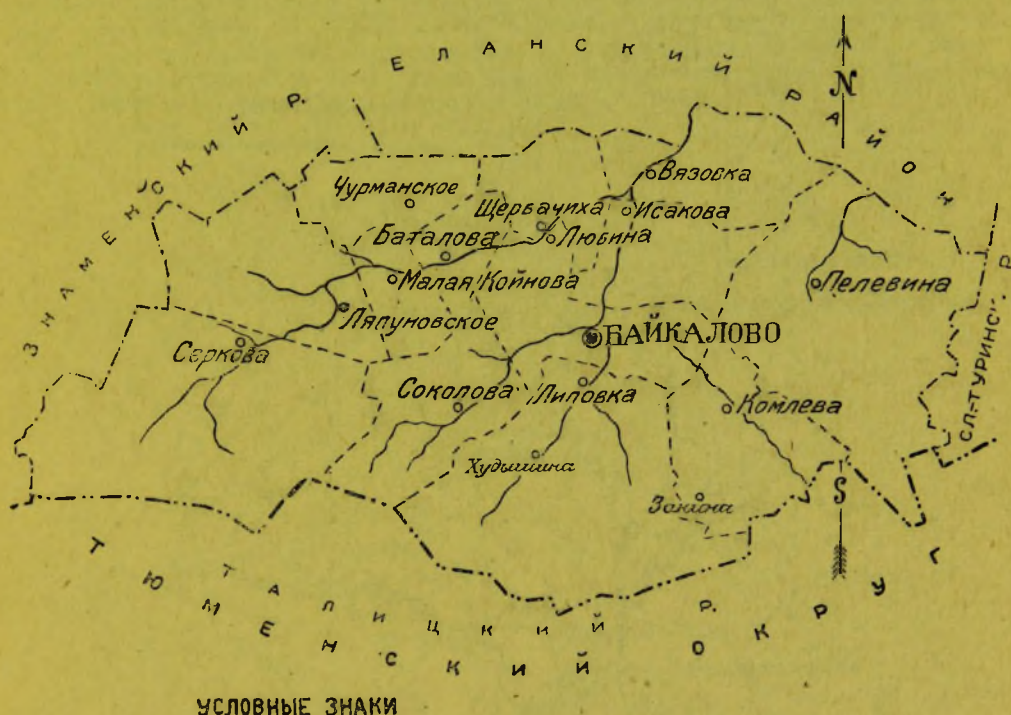 ЕЛАНСКИЙ РАЙОН
ЗНАМЕНСКИЙ Р.
N
Вязовка
Чурманское
Щербачиха
Исакова
Баталова
Любина
Малая Койнова
Пелевина
Ляпуновское
БАЙКАЛОВО
Серкова
Соколова
Липовка
Комлева
СЛ.-ТУРИНСК. Р.
Худышина
S
ТАЛИЦКИЙ Р.
ТЮМЕНСКИЙ ОКРУГ
УСЛОВНЫЕ ЗНАКИ